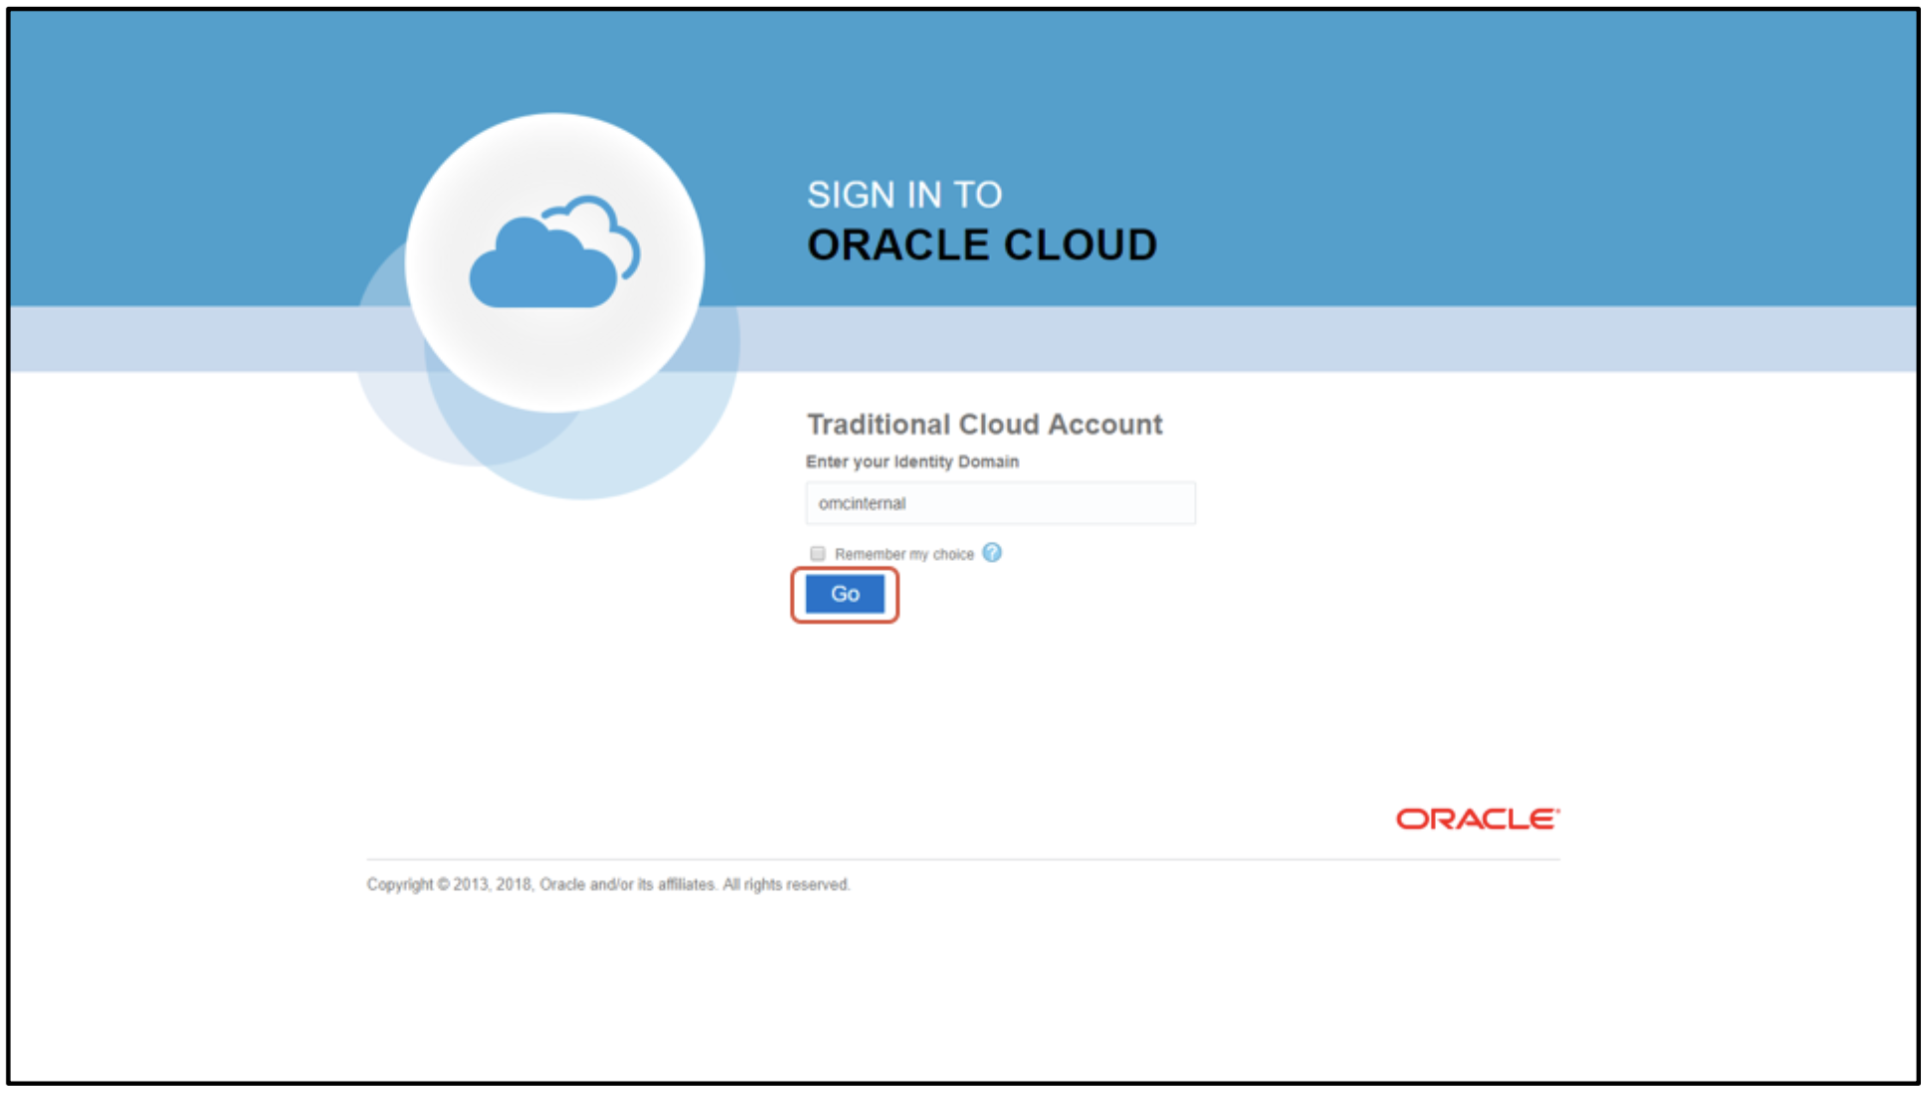 SIGN IN TO
ORACLE CLOUD
Traditional Cloud Account
Enter your Identity Domain
omcinternal
Remember my choice ?
Go
ORACLE
Copyright © 2013, 2018, Oracle and/or its affiliates. All rights reserved.